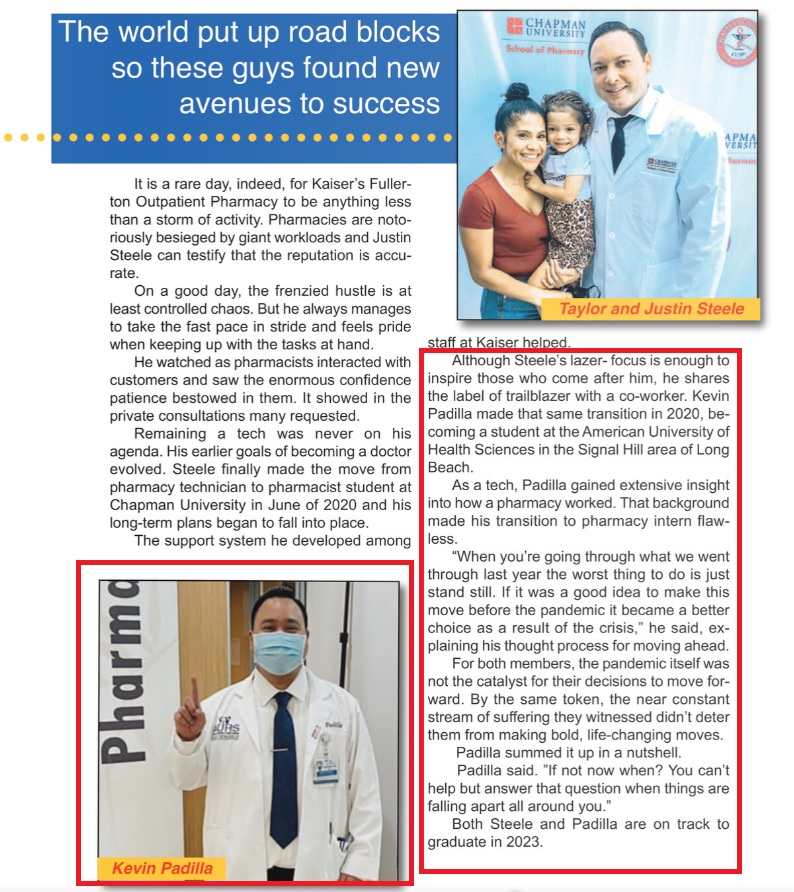 The world put up road blocks
so these guys found new
avenues to success
CHAPMAN
UNIVERSITY
School of Pharmacy
CHAPMAN
UNIVERSITY
Taylor and Justin Steele
It is a rare day, indeed, for Kaiser's Fuller-
ton Outpatient Pharmacy to be anything less
than a storm of activity. Pharmacies are noto-
riously besieged by giant workloads and Justin
Steele can testify that the reputation is accu-
rate.
On a good day, the frenzied hustle is at
least controlled chaos. But he always manages
to take the fast pace in stride and feels pride
when keeping up with the tasks at hand.
He watched as pharmacists interacted with
customers and saw the enormous confidence
patience bestowed in them. It showed in the
private consultations many requested.
Remaining a tech was never on his
agenda. His earlier goals of becoming a doctor
evolved. Steele finally made the move from
pharmacy technician to pharmacist student at
Chapman University in June of 2020 and his
long-term plans began to fall into place.
The support system he developed among
staff at Kaiser helped.
Although Steele's lazer- focus is enough to
inspire those who come after him, he shares
the label of trailblazer with a co-worker. Kevin
Padilla made that same transition in 2020, be-
coming a student at the American University of
Health Sciences in the Signal Hill area of Long
Beach.
As a tech, Padilla gained extensive insight
into how a pharmacy worked. That background
made his transition to pharmacy intern flaw-
less.
"When you're going through what we went
through last year the worst thing to do is just
stand still. If it was a good idea to make this
move before the pandemic it became a better
choice as a result of the crisis," he said, ex-
plaining his thought process for moving ahead.
For both members, the pandemic itself was
not the catalyst for their decisions to move for-
ward. By the same token, the near constant
stream of suffering they witnessed didn't deter
them from making bold, life-changing moves.
Padilla summed it up in a nutshell.
Padilla said. "If not now when? You can't
help but answer that question when things are
falling apart all around you."
Both Steele and Padilla are on track to
graduate in 2023.
Pharma
AUHS
Padilla
Kevin Padilla